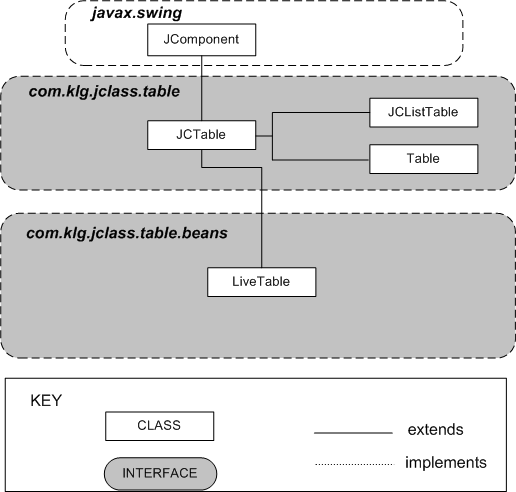 javax.swing
JComponent
com.klg.jclass.table
JCListTable
JCTable
Table
com.klg.jclass.table.beans
LiveTable
KEY
CLASS
extends
INTERFACE
implements